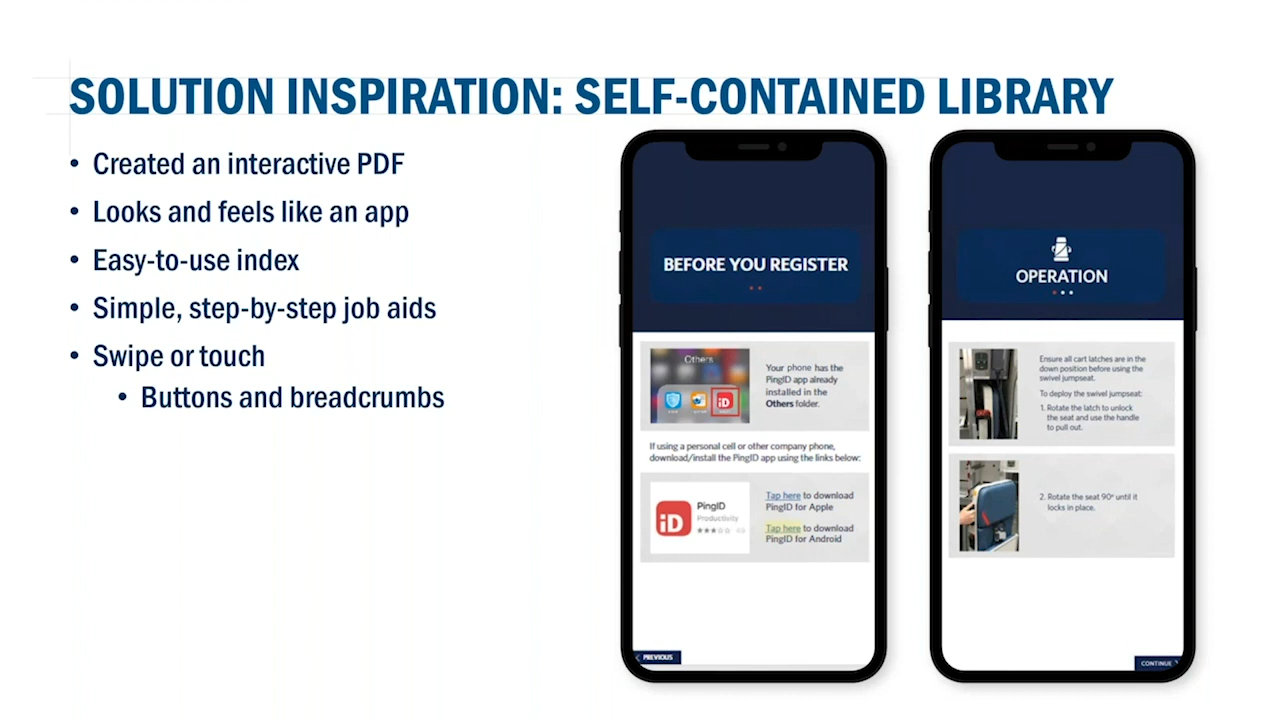 SOLUTION INSPIRATION: SELF-CONTAINED LIBRARY
• Created an interactive PDF
• Looks and feels like an app
• Easy-to-use index
• Simple, step-by-step job aids
• Swipe or touch
• Buttons and breadcrumbs
BEFORE YOU REGISTER
Others
iD
Your phone has the
PingID app already
installed in the
Others folder.
If using a personal cell or other company phone,
download/install the PingID app using the links below:
iD
PingID
Productivity
Tap here to download
PingID for Apple
Tap here to download
PingID for Android
PREVIOUS
OPERATION
Ensure all cart latches are in the
down position before using the
swivel jumpseat.
To deploy the swivel jumpseat:
1. Rotate the latch to unlock
the seat and use the handle
to pull out.
2. Rotate the seat 90º until it
locks in place.
CONTINUE